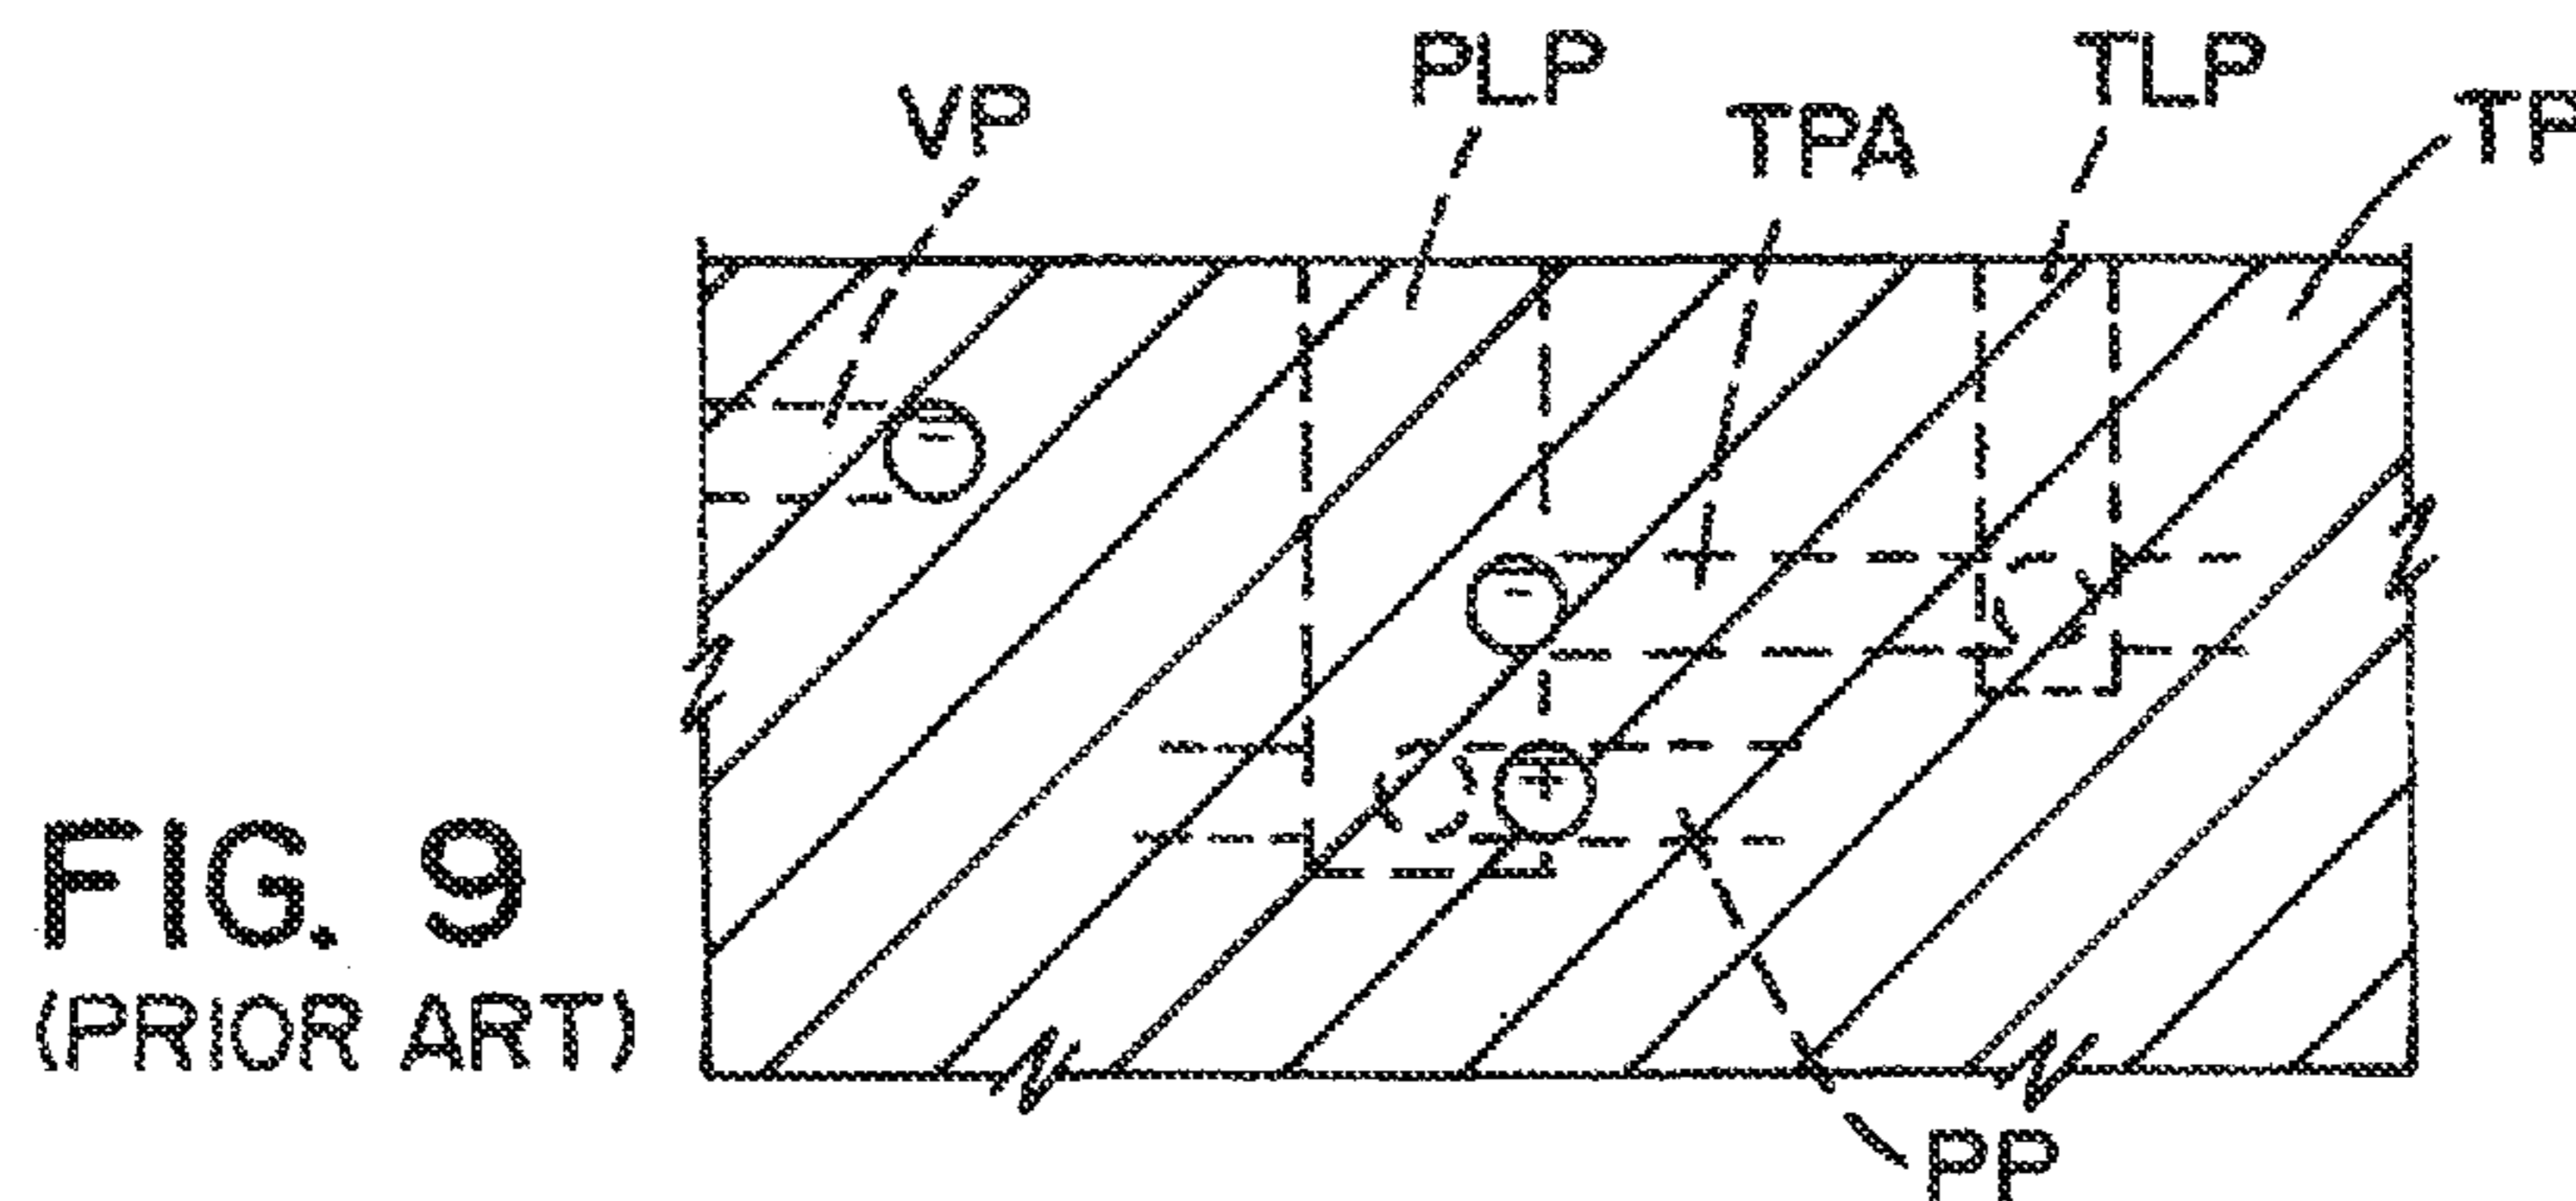 VP
PLP
TPA
TLP
TP
PP
FIG. 9
(PRIOR ART)